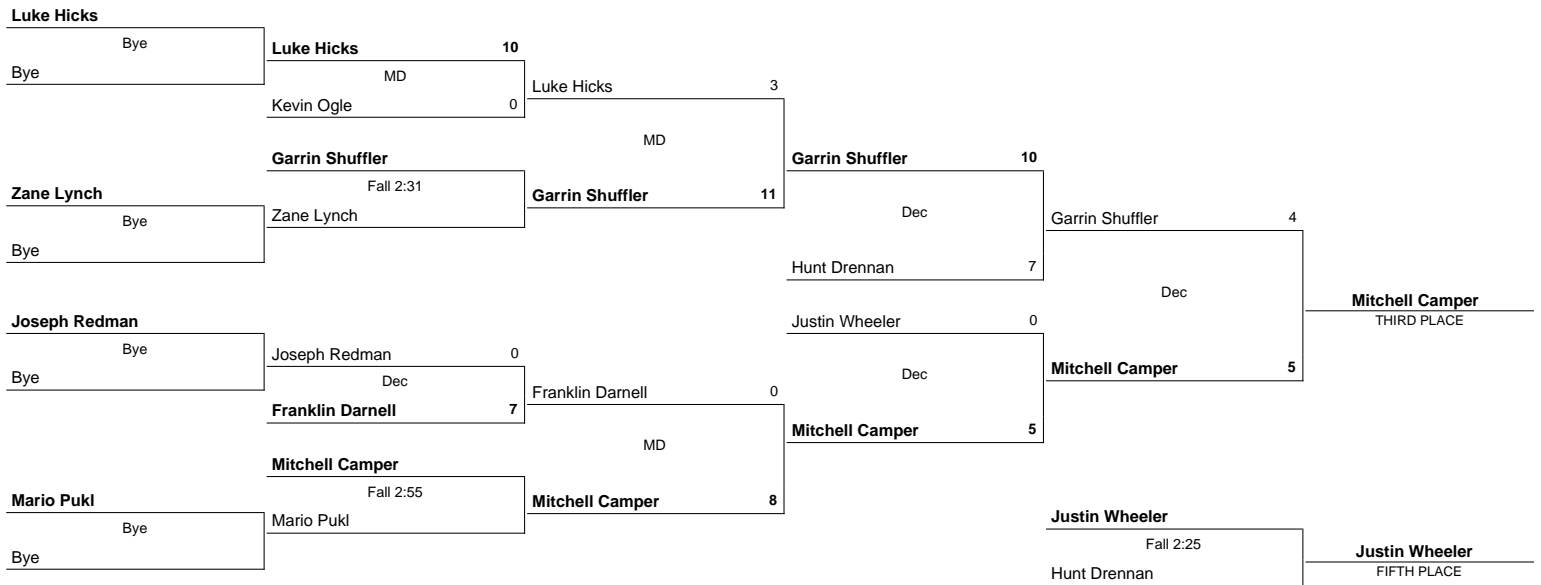 Luke Hicks
Bye
Bye
Luke Hicks 10
MD
Kevin Ogle 0
Luke Hicks 3
MD
Garrin Shuffler
Fall 2:31
Zane Lynch
Zane Lynch
Bye
Bye
Garrin Shuffler 11
Garrin Shuffler 10
Dec
Hunt Drennan 7
Garrin Shuffler 4
Dec
Mitchell Camper
THIRD PLACE
Joseph Redman
Bye
Bye
Joseph Redman 0
Dec
Franklin Darnell 7
Franklin Darnell 0
MD
Justin Wheeler 0
Dec
Mitchell Camper 5
Mitchell Camper 5
Mitchell Camper
Fall 2:55
Mario Pukl
Mario Pukl
Bye
Bye
Mitchell Camper 8
Justin Wheeler
Fall 2:25
Hunt Drennan
Justin Wheeler
FIFTH PLACE